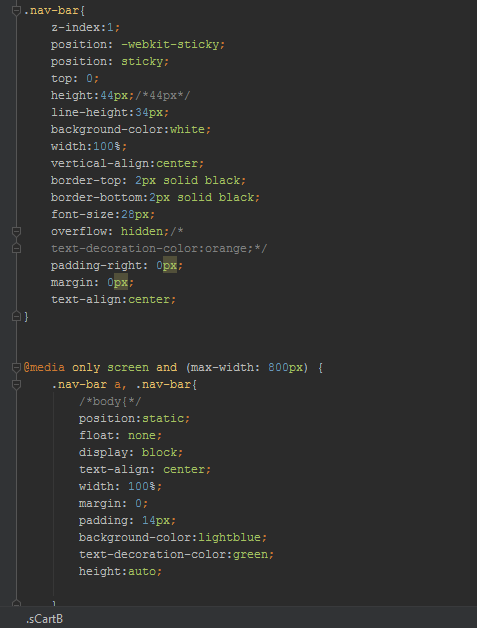 .nav-bar{
z-index:1;
position: -webkit-sticky;
position: sticky;
top: 0;
height:44px;/*44px*/
line-height:34px;
background-color:white;
width:100%;
vertical-align:center;
border-top: 2px solid black;
border-bottom:2px solid black;
font-size:28px;
overflow: hidden;/*
text-decoration-color:orange;*/
padding-right: 0px;
margin: 0px;
text-align:center;
}
@media only screen and (max-width: 800px) {
.nav-bar a, .nav-bar{
/*body{*/
position:static;
float: none;
display: block;
text-align: center;
width: 100%;
margin: 0;
padding: 14px;
background-color:lightblue;
text-decoration-color:green;
height:auto;
}
.sCartB